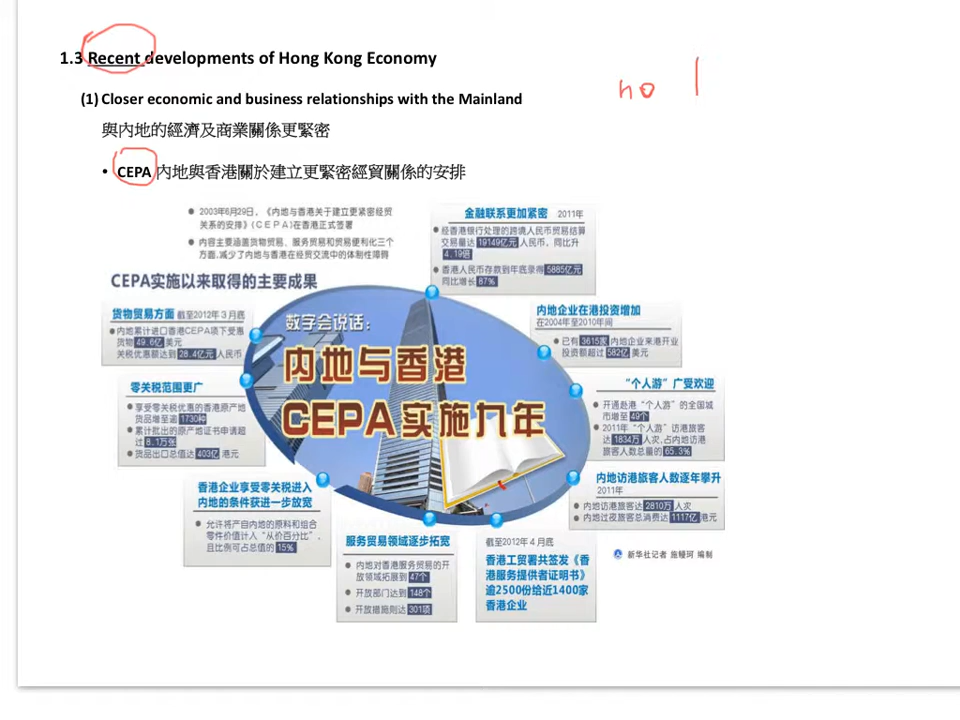 1.3 Recent developments of Hong Kong Economy
no |
(1) Closer economic and business relationships with the Mainland
與內地的經濟及商業關係更緊密
• CEPA 內地與香港關於建立更緊密經貿關係的安排
● 2003年6月29日，《内地与香港关于建立更紧密经贸
关系的安排》(CEPA)在香港正式签署
● 内容主要涵盖货物贸易、服务贸易和贸易便利化三个
方面,减少了内地与香港在经贸交流中的体制性障碍
CEPA实施以来取得的主要成果
金融联系更加紧密 2011年
● 经香港银行处理的跨境人民币贸易结算
交易量达19149亿元人民币，同比升
4.19倍
● 香港人民币存款到年底录得5885亿元
同比增长87%
货物贸易方面 截至2012年3月底
● 内地累计进口香港CEPA项下受惠
货物49.6亿美元
关税优惠额达到28.4亿元人民币
内地企业在港投资增加
在2004年至2010年间
● 已有3615家内地企业来港开业
投资额超过582亿美元
数字会说话:
内地与香港
CEPA实施九年
零关税范围更广
● 享受零关税优惠的香港原产地
货品增至逾1730种
● 累计批出的原产地证书申请超
过8.1万张
● 货品出口总值达403亿港元
“个人游”广受欢迎
● 开通赴港“个人游”的全国城
市增至49个
● 2011年“个人游”访港旅客
达1834万人次,占内地访港
旅客人数总量的65.3%
香港企业享受零关税进入
内地的条件获进一步放宽
● 允许将产自内地的原料和组合
零件价值计入“从价百分比”，
且比例可占总值的15%
内地访港旅客人数逐年攀升
2011年
● 内地访港旅客达2810万人次
● 内地过夜旅客总消费达1117亿港元
服务贸易领域逐步拓宽
● 内地对香港服务贸易的开
放领域拓展到47个
● 开放部门达到148个
● 开放措施则达301项
截至2012年4月底
香港工贸署共签发《香
港服务提供者证明书》
逾2500份给近1400家
香港企业
新华社记者 施鳗珂 编制